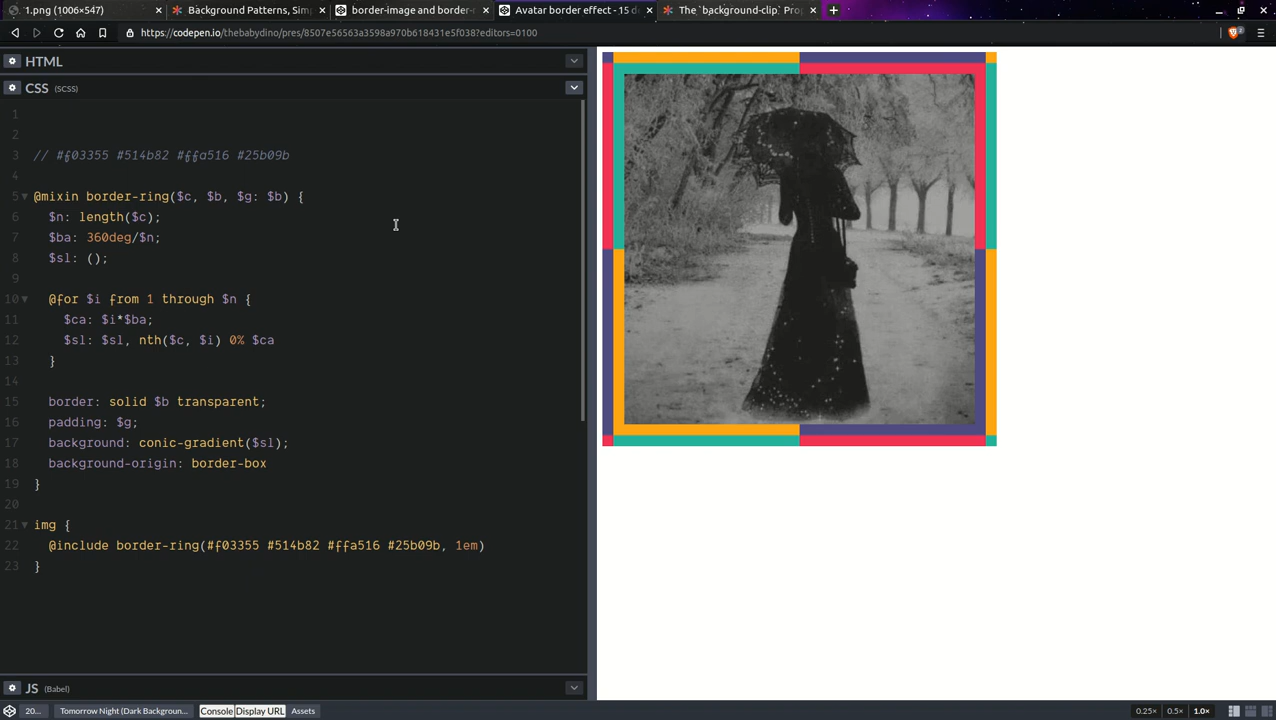 1.png (1006×547)
Background Patterns, Simp
border-image and border-r
Avatar border effect - 15 de
The `background-clip` Prop
https://codepen.io/thebabydino/pres/8507e56563a3598a970b618431e5f038?editors=0100
2
HTML
CSS (SCSS)
1
2
3 // #f03355 #514b82 #ffa516 #25b09b
4
5 @mixin border-ring($c, $b, $g: $b) {
6 $n: length($c);
7 $ba: 360deg/$n;
8 $sl: ();
9
10 @for $i from 1 through $n {
11 $ca: $i*$ba;
12 $sl: $sl, nth($c, $i) 0% $ca
13 }
14
15 border: solid $b transparent;
16 padding: $g;
17 background: conic-gradient($sl);
18 background-origin: border-box
19 }
20
21 img {
22 @include border-ring(#f03355 #514b82 #ffa516 #25b09b, 1em)
23 }
JS (Babel)
20... Tomorrow Night (Dark Backgroun... Console Display URL Assets 0.25× 0.5× 1.0×